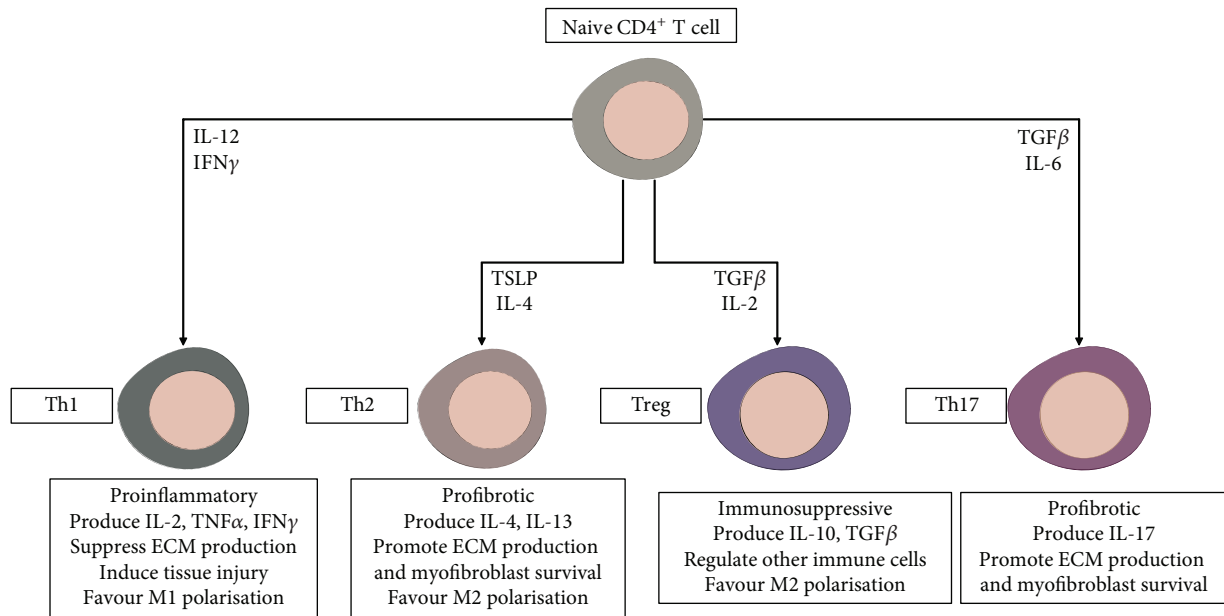 Naive CD4⁺ T cell
IL-12
IFNγ
TGFβ
IL-6
TSLP
IL-4
TGFβ
IL-2
Th1
Th2
Treg
Th17
Proinflammatory
Produce IL-2, TNFα, IFNγ
Suppress ECM production
Induce tissue injury
Favour M1 polarisation
Profibrotic
Produce IL-4, IL-13
Promote ECM production
and myofibroblast survival
Favour M2 polarisation
Immunosuppressive
Produce IL-10, TGFβ
Regulate other immune cells
Favour M2 polarisation
Profibrotic
Produce IL-17
Promote ECM production
and myofibroblast survival